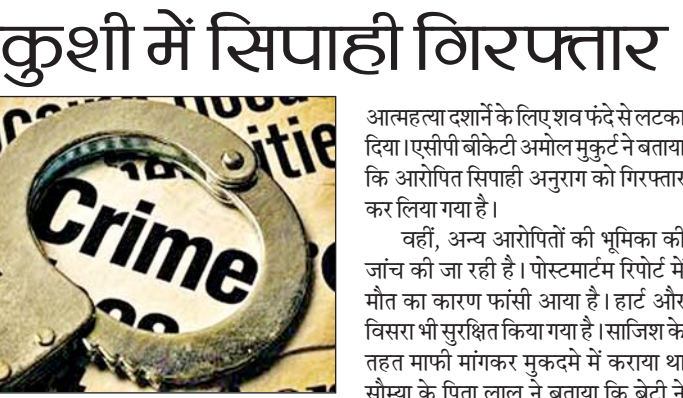 कुशी में सिपाही गिरफ्तार
Crime
आत्महत्या दर्शाने के लिए शव फंदे से लटका
दिया। एसीपी बीकेटी अमोल मुर्कुट ने बताया
कि आरोपित सिपाही अनुराग को गिरफ्तार
कर लिया गया है।
वहीं, अन्य आरोपितों की भूमिका की
जांच की जा रही है। पोस्टमार्टम रिपोर्ट में
मौत का कारण फांसी आया है। हार्ट और
विसरा भी सुरक्षित किया गया है। साजिश के
तहत माफी मांगकर मुकदमे में कराया था
सौम्या के पिता लाल ने बताया कि बेटी ने